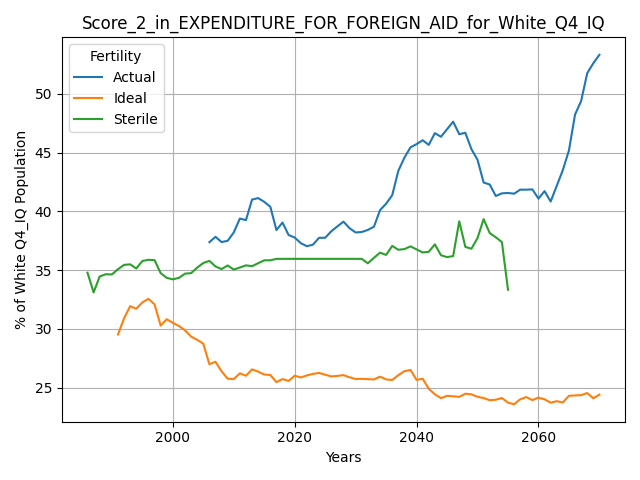 Score_2_in_EXPENDITURE_FOR_FOREIGN_AID_for_White_Q4_IQ
Fertility
Actual
Ideal
Sterile
% of White Q4_IQ Population
50
45
40
35
30
25
2000
2020
2040
2060
Years